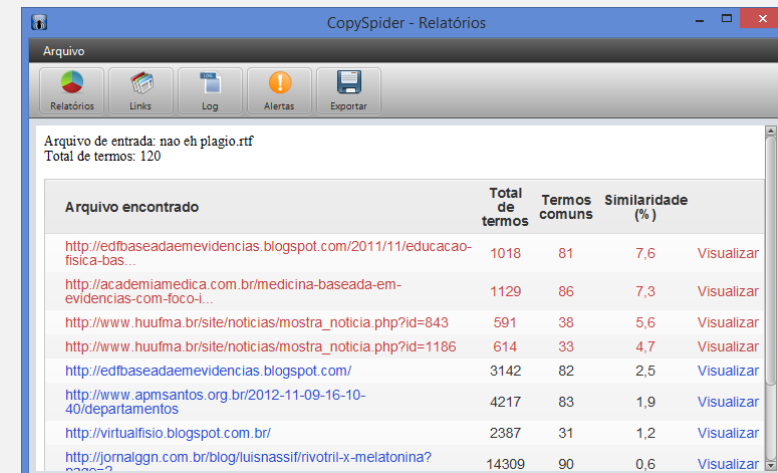 CopySpider - Relatórios
Arquivo
Relatórios Links Log Alertas Exportar
Arquivo de entrada: nao eh plagio.rtf
Total de termos: 120
Arquivo encontrado Total de termos Termos comuns Similaridade (%)
http://edfbaseadaemevidencias.blogspot.com/2011/11/educacao-
fisica-bas... 1018 81 7,6 Visualizar
http://academiamedica.com.br/medicina-baseada-em-
evidencias-com-foco-i... 1129 86 7,3 Visualizar
http://www.huufma.br/site/noticias/mostra_noticia.php?id=843 591 38 5,6 Visualizar
http://www.huufma.br/site/noticias/mostra_noticia.php?id=1186 614 33 4,7 Visualizar
http://edfbaseadaemevidencias.blogspot.com/ 3142 82 2,5 Visualizar
http://www.apmsantos.org.br/2012-11-09-16-10-
40/departamentos 4217 83 1,9 Visualizar
http://virtualfisio.blogspot.com.br/ 2387 31 1,2 Visualizar
http://jornalggn.com.br/blog/luisnassif/rivotril-x-melatonina?
page=2 14309 90 0,6 Visualizar